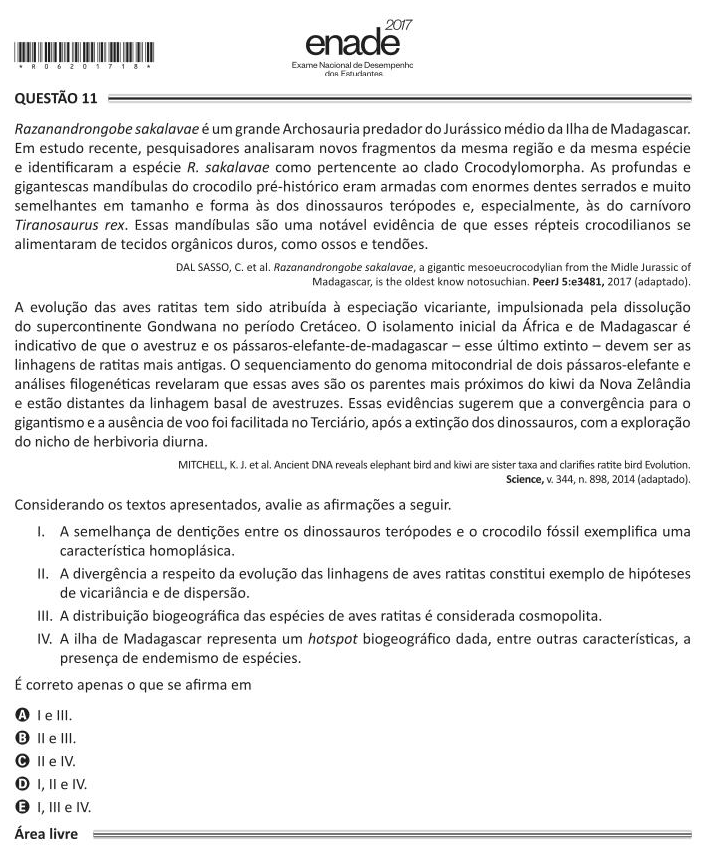 2017
enade
Exame Nacional de Desempenho
dos Estudantes
* R 0 6 2 0 1 7 1 8 *
QUESTÃO 11
Razanandrongobe sakalavae é um grande Archosauria predador do Jurássico médio da Ilha de Madagascar.
Em estudo recente, pesquisadores analisaram novos fragmentos da mesma região e da mesma espécie
e identificaram a espécie R. sakalavae como pertencente ao clado Crocodylomorpha. As profundas e
gigantescas mandíbulas do crocodilo pré-histórico eram armadas com enormes dentes serrados e muito
semelhantes em tamanho e forma às dos dinossauros terópodes e, especialmente, às do carnívoro
Tiranosaurus rex. Essas mandíbulas são uma notável evidência de que esses répteis crocodilianos se
alimentaram de tecidos orgânicos duros, como ossos e tendões.
DAL SASSO, C. et al. Razanandrongobe sakalavae, a gigantic mesoeucrocodylian from the Midle Jurassic of
Madagascar, is the oldest know notosuchian. PeerJ 5:e3481, 2017 (adaptado).
A evolução das aves ratitas tem sido atribuída à especiação vicariante, impulsionada pela dissolução
do supercontinente Gondwana no período Cretáceo. O isolamento inicial da África e de Madagascar é
indicativo de que o avestruz e os pássaros-elefante-de-madagascar – esse último extinto – devem ser as
linhagens de ratitas mais antigas. O sequenciamento do genoma mitocondrial de dois pássaros-elefante e
análises filogenéticas revelaram que essas aves são os parentes mais próximos do kiwi da Nova Zelândia
e estão distantes da linhagem basal de avestruzes. Essas evidências sugerem que a convergência para o
gigantismo e a ausência de voo foi facilitada no Terciário, após a extinção dos dinossauros, com a exploração
do nicho de herbivoria diurna.
MITCHELL, K. J. et al. Ancient DNA reveals elephant bird and kiwi are sister taxa and clarifies ratite bird Evolution.
Science, v. 344, n. 898, 2014 (adaptado).
Considerando os textos apresentados, avalie as afirmações a seguir.
I. A semelhança de dentições entre os dinossauros terópodes e o crocodilo fóssil exemplifica uma
característica homoplásica.
II. A divergência a respeito da evolução das linhagens de aves ratitas constitui exemplo de hipóteses
de vicariância e de dispersão.
III. A distribuição biogeográfica das espécies de aves ratitas é considerada cosmopolita.
IV. A ilha de Madagascar representa um hotspot biogeográfico dada, entre outras características, a
presença de endemismo de espécies.
É correto apenas o que se afirma em
A I e III.
B II e III.
C II e IV.
D I, II e IV.
E I, III e IV.
Área livre